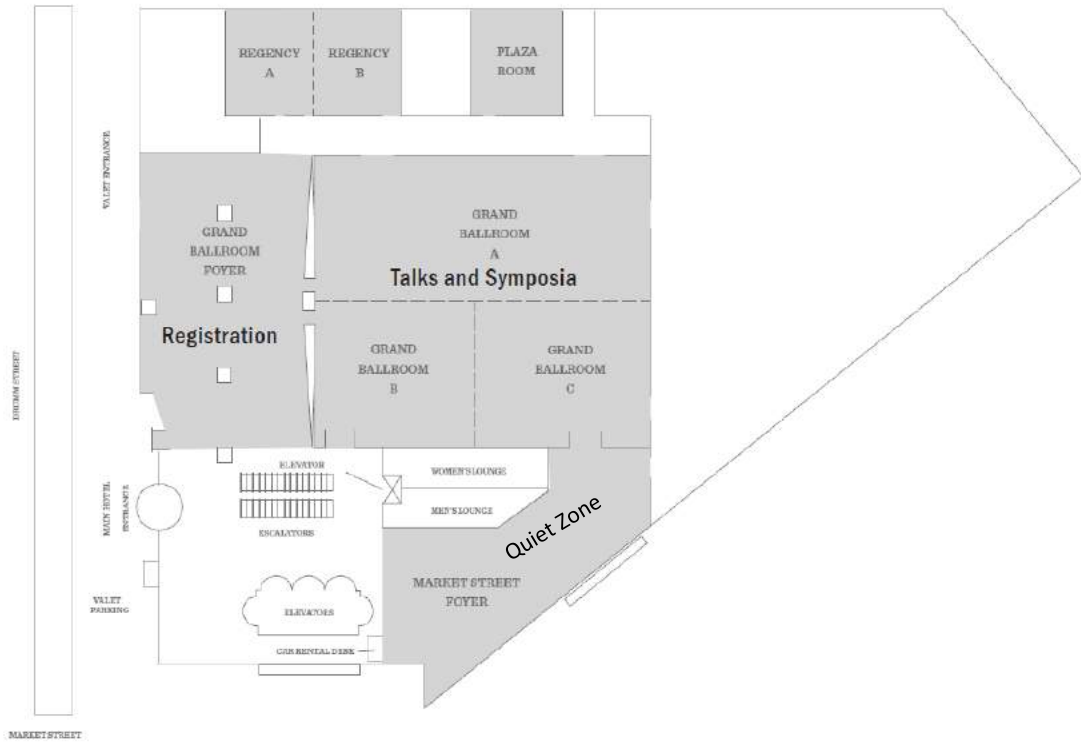 REGENCY
A
REGENCY
B
PLAZA
ROOM
VALET ENTRANCE
GRAND
BALLROOM
FOYER
Registration
GRAND
BALLROOM
A
Talks and Symposia
GRAND
BALLROOM
B
GRAND
BALLROOM
C
DRUMM STREET
ELEVATOR
WOMEN'S LOUNGE
MEN'S LOUNGE
MAIN HOTEL
ENTRANCE
ESCALATORS
Quiet Zone
MARKET STREET
FOYER
VALET
PARKING
ELEVATORS
CAR RENTAL DESK
MARKET STREET